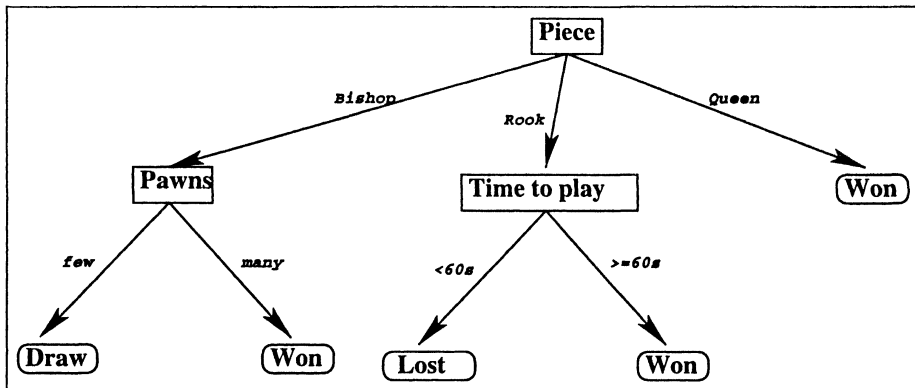 Piece
Bishop
Rook
Queen
Pawns
Time to play
Won
few
many
<60s
>=60s
Draw
Won
Lost
Won